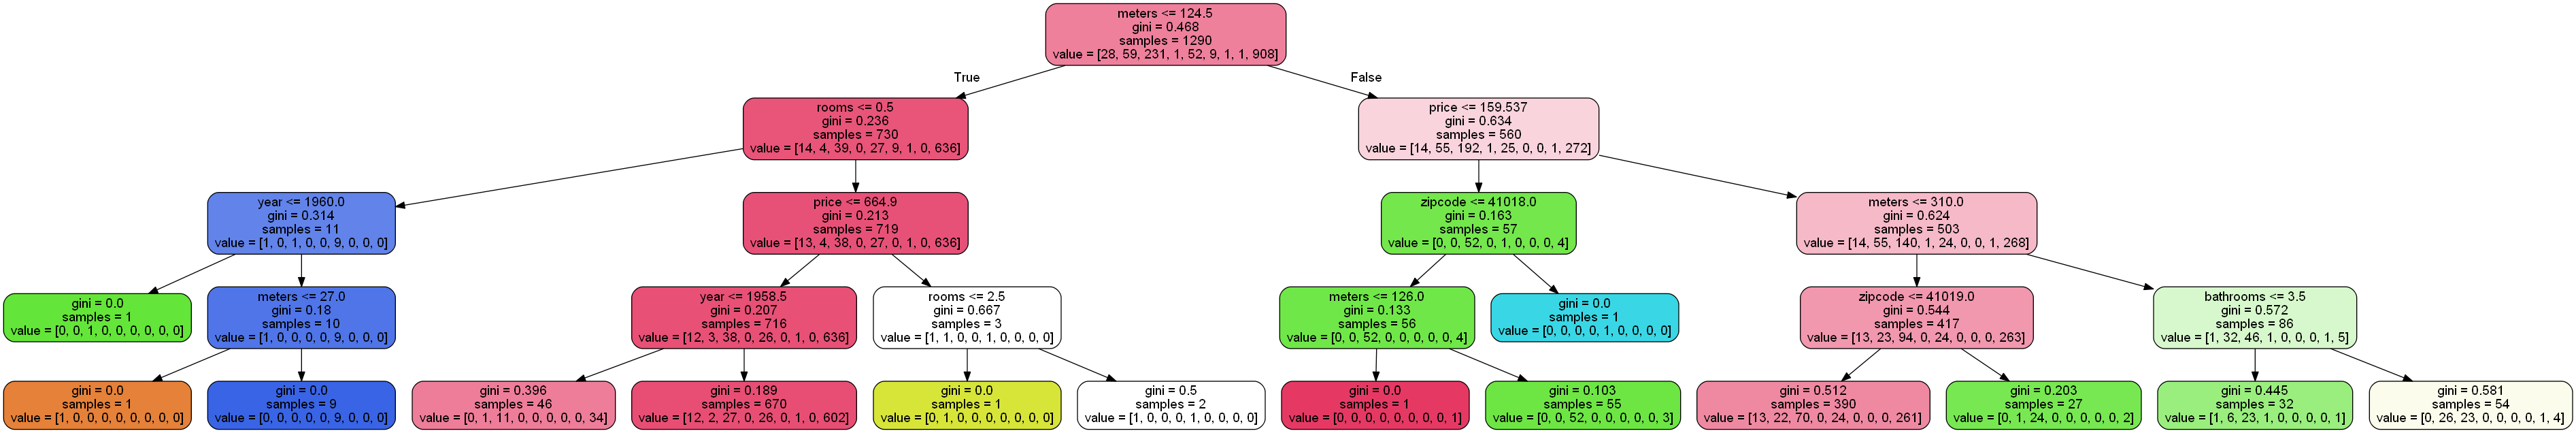 meters <= 124.5
gini = 0.468
samples = 1290
value = [28, 59, 231, 1, 52, 9, 1, 1, 908]
True
False
rooms <= 0.5
gini = 0.236
samples = 730
value = [14, 4, 39, 0, 27, 9, 1, 0, 636]
price <= 159.537
gini = 0.634
samples = 560
value = [14, 55, 192, 1, 25, 0, 0, 1, 272]
year <= 1960.0
gini = 0.314
samples = 11
value = [1, 0, 1, 0, 0, 9, 0, 0, 0]
price <= 664.9
gini = 0.213
samples = 719
value = [13, 4, 38, 0, 27, 0, 1, 0, 636]
zipcode <= 41018.0
gini = 0.163
samples = 57
value = [0, 0, 52, 0, 1, 0, 0, 0, 4]
meters <= 310.0
gini = 0.624
samples = 503
value = [14, 55, 140, 1, 24, 0, 0, 1, 268]
gini = 0.0
samples = 1
value = [0, 0, 1, 0, 0, 0, 0, 0, 0]
meters <= 27.0
gini = 0.18
samples = 10
value = [1, 0, 0, 0, 0, 9, 0, 0, 0]
year <= 1958.5
gini = 0.207
samples = 716
value = [12, 3, 38, 0, 26, 0, 1, 0, 636]
rooms <= 2.5
gini = 0.667
samples = 3
value = [1, 1, 0, 0, 1, 0, 0, 0, 0]
meters <= 126.0
gini = 0.133
samples = 56
value = [0, 0, 52, 0, 0, 0, 0, 0, 4]
gini = 0.0
samples = 1
value = [0, 0, 0, 0, 1, 0, 0, 0, 0]
zipcode <= 41019.0
gini = 0.544
samples = 417
value = [13, 23, 94, 0, 24, 0, 0, 0, 263]
bathrooms <= 3.5
gini = 0.572
samples = 86
value = [1, 32, 46, 1, 0, 0, 0, 1, 5]
gini = 0.0
samples = 1
value = [1, 0, 0, 0, 0, 0, 0, 0, 0]
gini = 0.0
samples = 9
value = [0, 0, 0, 0, 0, 9, 0, 0, 0]
gini = 0.396
samples = 46
value = [0, 1, 11, 0, 0, 0, 0, 0, 34]
gini = 0.189
samples = 670
value = [12, 2, 27, 0, 26, 0, 1, 0, 602]
gini = 0.0
samples = 1
value = [0, 1, 0, 0, 0, 0, 0, 0, 0]
gini = 0.5
samples = 2
value = [1, 0, 0, 0, 1, 0, 0, 0, 0]
gini = 0.0
samples = 1
value = [0, 0, 0, 0, 0, 0, 0, 0, 1]
gini = 0.103
samples = 55
value = [0, 0, 52, 0, 0, 0, 0, 0, 3]
gini = 0.512
samples = 390
value = [13, 22, 70, 0, 24, 0, 0, 0, 261]
gini = 0.203
samples = 27
value = [0, 1, 24, 0, 0, 0, 0, 0, 2]
gini = 0.445
samples = 32
value = [1, 6, 23, 1, 0, 0, 0, 0, 1]
gini = 0.581
samples = 54
value = [0, 26, 23, 0, 0, 0, 0, 1, 4]